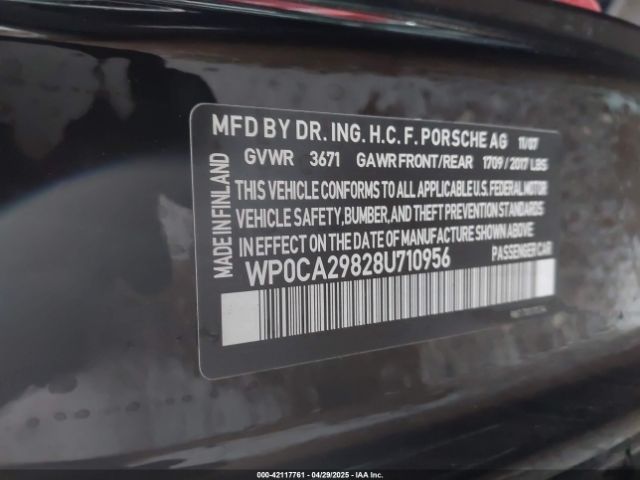 MFD BY DR. ING. H.C. F. PORSCHE AG 11/07
GVWR 3671 GAWR FRONT/REAR 1709 / 2017 LBS
THIS VEHICLE CONFORMS TO ALL APPLICABLE U.S. FEDERAL MOTOR
VEHICLE SAFETY, BUMPER, AND THEFT PREVENTION STANDARDS
IN EFFECT ON THE DATE OF MANUFACTURE SHOWN ABOVE.
WP0CA29828U710956 PASSENGER CAR
MADE IN FINLAND
000-42117761 - 04/29/2025 - IAA Inc.